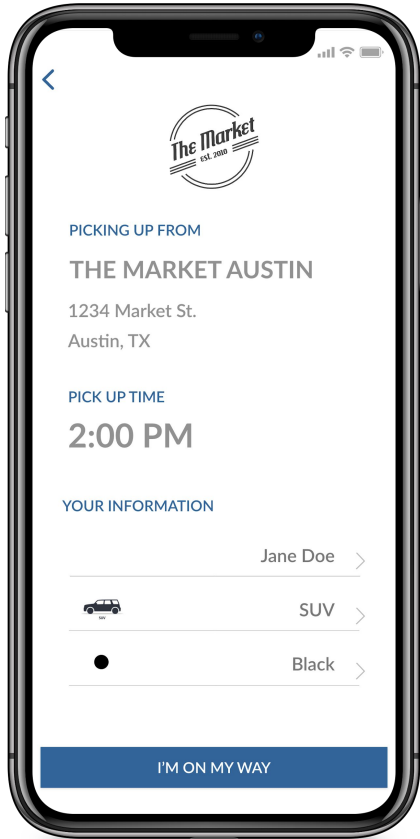 The Market
EST. 2010
PICKING UP FROM
THE MARKET AUSTIN
1234 Market St.
Austin, TX
PICK UP TIME
2:00 PM
YOUR INFORMATION
Jane Doe
SUV
SUV
Black
I'M ON MY WAY